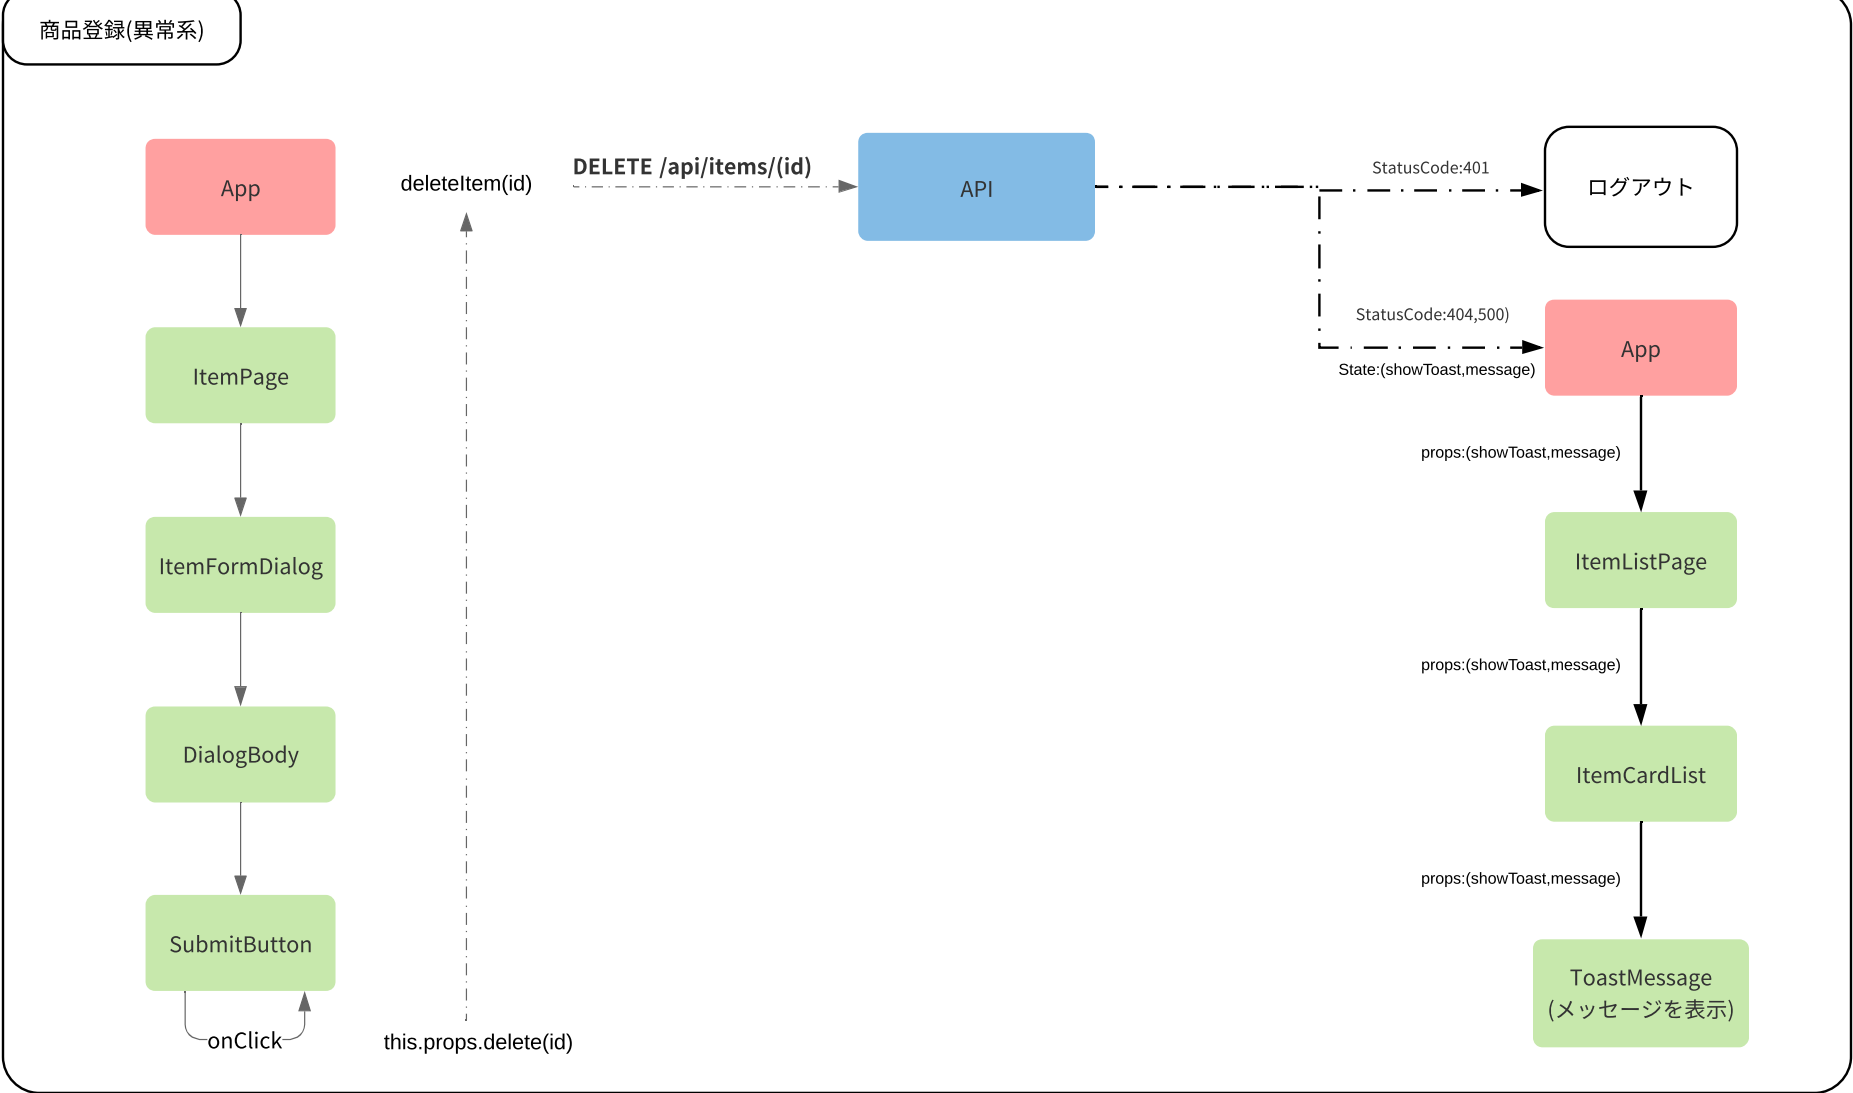 商品登録(異常系)
App
ItemPage
ItemFormDialog
DialogBody
SubmitButton
onClick
deleteItem(id)
this.props.delete(id)
DELETE /api/items/(id)
API
StatusCode:401
ログアウト
StatusCode:404,500)
State:(showToast,message)
App
props:(showToast,message)
ItemListPage
props:(showToast,message)
ItemCardList
props:(showToast,message)
ToastMessage
(メッセージを表示)